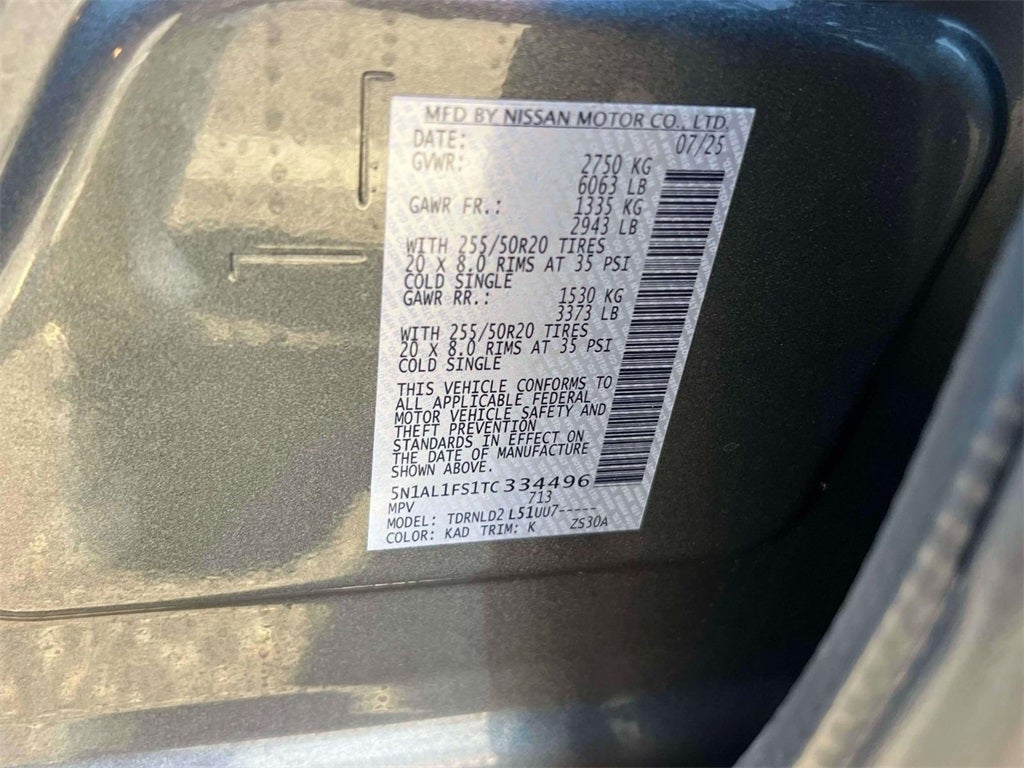 MFD BY NISSAN MOTOR CO., LTD.
DATE: 07/25
GVWR: 2750 KG
6063 LB
GAWR FR.: 1335 KG
2943 LB
WITH 255/50R20 TIRES
20 X 8.0 RIMS AT 35 PSI
COLD SINGLE
GAWR RR.: 1530 KG
3373 LB
WITH 255/50R20 TIRES
20 X 8.0 RIMS AT 35 PSI
COLD SINGLE
THIS VEHICLE CONFORMS TO
ALL APPLICABLE FEDERAL
MOTOR VEHICLE SAFETY AND
THEFT PREVENTION
STANDARDS IN EFFECT ON
THE DATE OF MANUFACTURE
SHOWN ABOVE.
5N1AL1FS1TC334496
MPV 713
MODEL: TDRNLD2 L51UU7-----
COLOR: KAD TRIM: K ZS30A